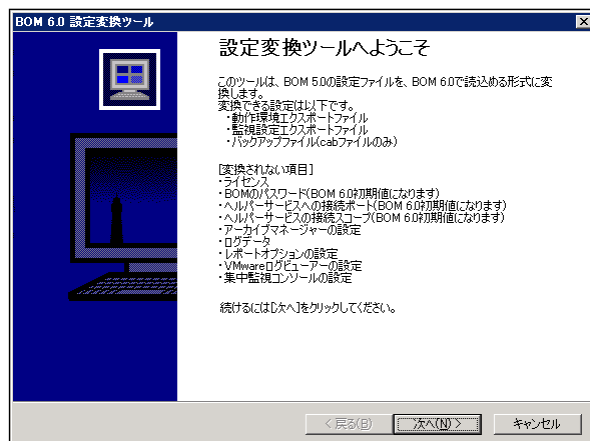 BOM 6.0 設定変換ツール
設定変換ツールへようこそ
このツールは、BOM 5.0の設定ファイルを、BOM 6.0で読込める形式に変
換します。
変換できる設定は以下です。
・動作環境エクスポートファイル
・監視設定エクスポートファイル
・バックアップファイル(cabファイルのみ)
[変換されない項目]
・ライセンス
・BOMのパスワード(BOM 6.0初期値になります)
・ヘルパーサービスへの接続ポート(BOM 6.0初期値になります)
・ヘルパーサービスの接続スコープ(BOM 6.0初期値になります)
・アーカイブマネージャーの設定
・ログデータ
・レポートオプションの設定
・VMwareログビューアーの設定
・集中監視コンソールの設定
続けるには[次へ]をクリックしてください。
< 戻る(B)
次へ(N) >
キャンセル